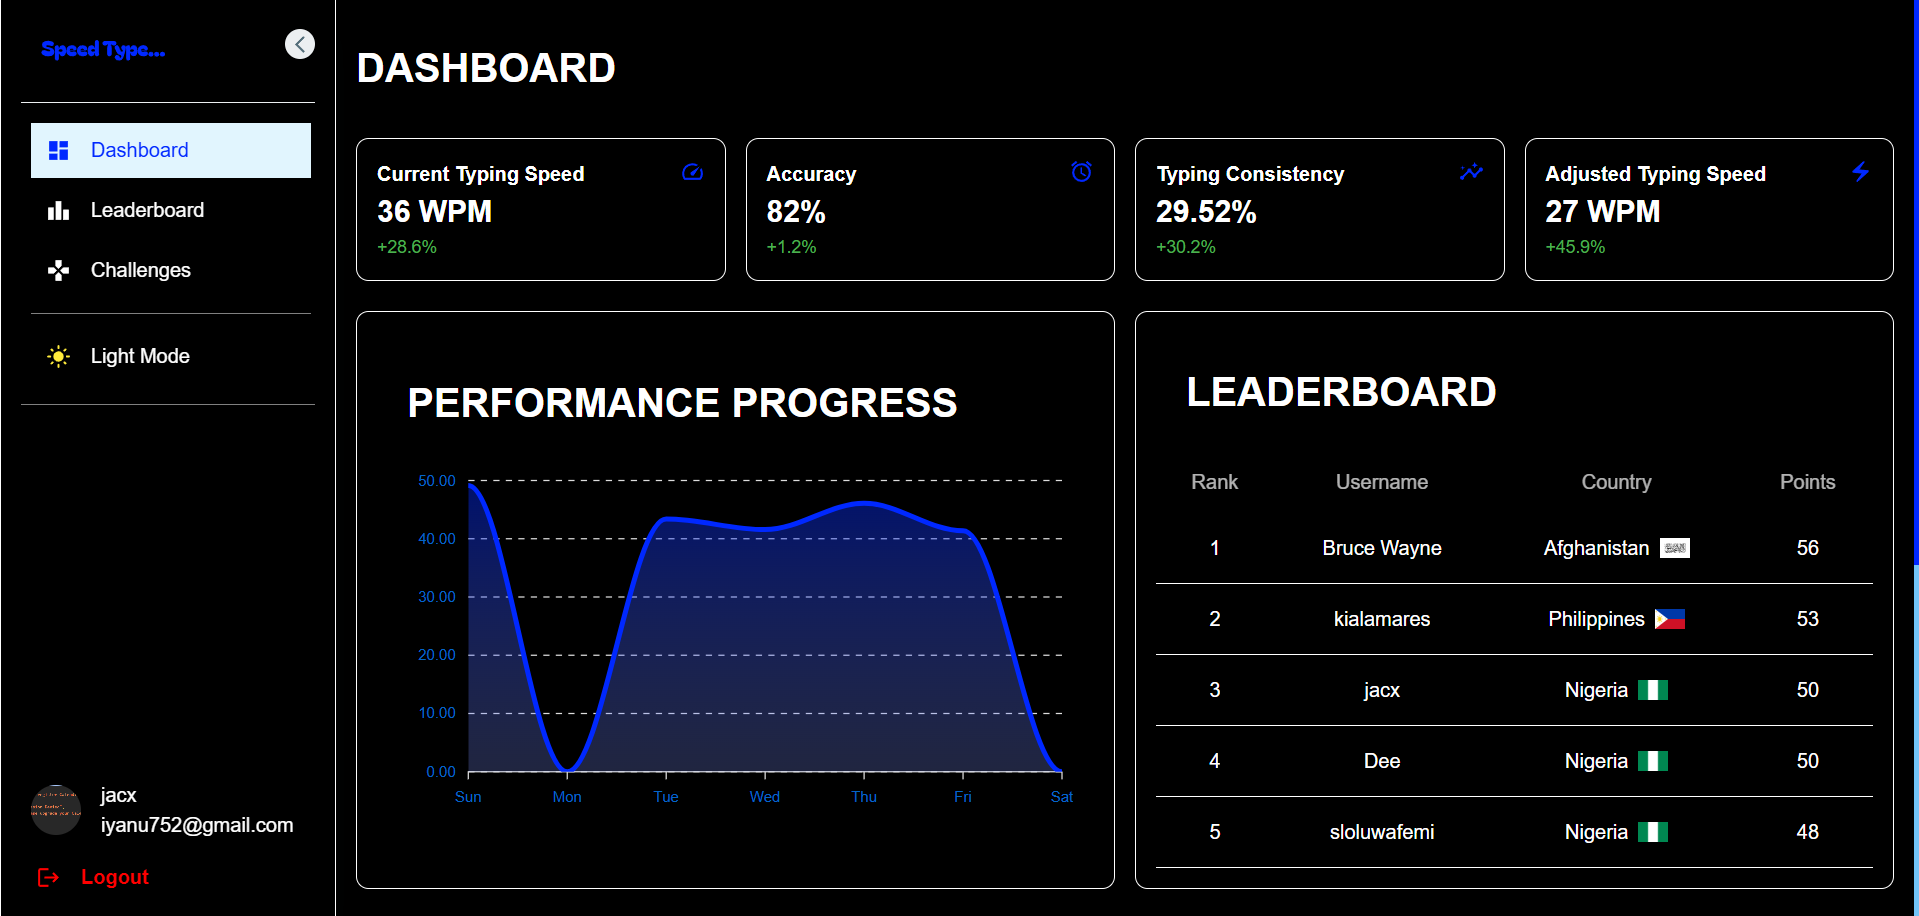 Speed Type...
Dashboard
Leaderboard
Challenges
Light Mode
jacx
iyanu752@gmail.com
Logout
DASHBOARD
Current Typing Speed
36 WPM
+28.6%
Accuracy
82%
+1.2%
Typing Consistency
29.52%
+30.2%
Adjusted Typing Speed
27 WPM
+45.9%
PERFORMANCE PROGRESS
50.00
40.00
30.00
20.00
10.00
0.00
Sun Mon Tue Wed Thu Fri Sat
LEADERBOARD
Rank Username Country Points
1 Bruce Wayne Afghanistan 56
2 kialamares Philippines 53
3 jacx Nigeria 50
4 Dee Nigeria 50
5 sloluwafemi Nigeria 48